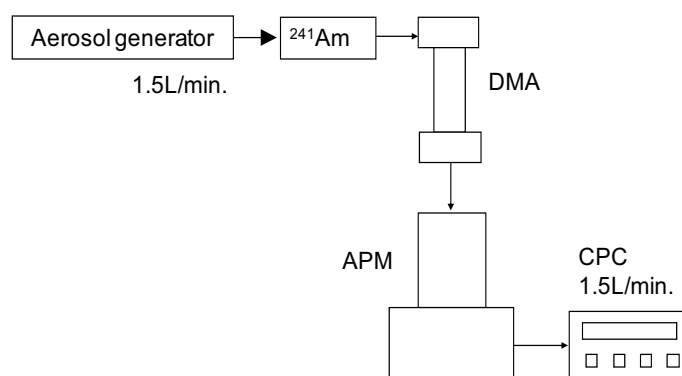 Aerosol generator
²⁴¹Am
1.5L/min.
DMA
APM
CPC
1.5L/min.